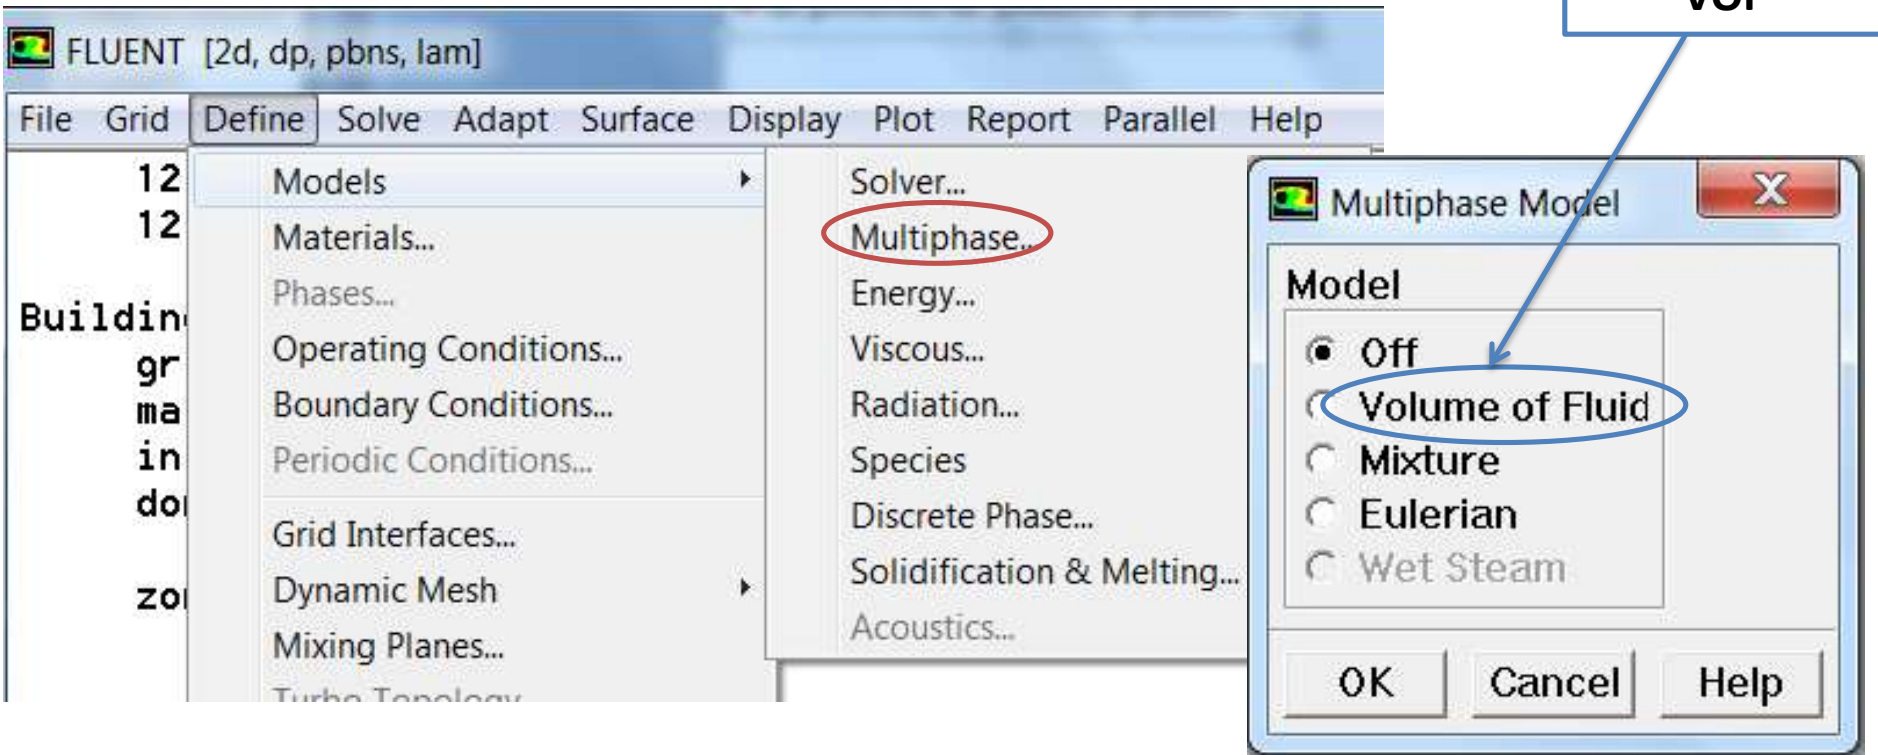 VOF
FLUENT [2d, dp, pbns, lam]
File Grid Define Solve Adapt Surface Display Plot Report Parallel Help
12
12
Buildin
gr
ma
in
do
zo
Models
Materials...
Phases...
Operating Conditions...
Boundary Conditions...
Periodic Conditions...
Grid Interfaces...
Dynamic Mesh
Mixing Planes...
Turbo Topology
Solver...
Multiphase...
Energy...
Viscous...
Radiation...
Species
Discrete Phase...
Solidification & Melting...
Acoustics...
Multiphase Model
X
Model
Off
Volume of Fluid
Mixture
Eulerian
Wet Steam
OK Cancel Help